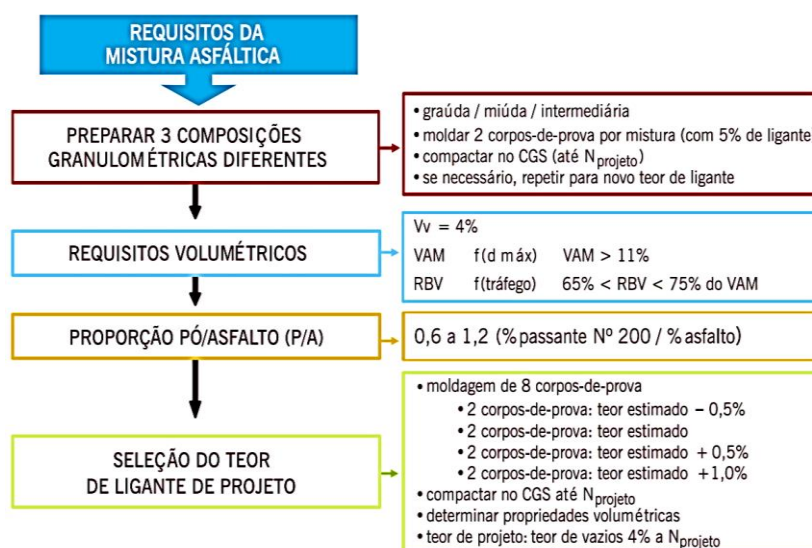 REQUISITOS DA
MISTURA ASFÁLTICA
PREPARAR 3 COMPOSIÇÕES
GRANULOMÉTRICAS DIFERENTES
• graúda / miúda / intermediária
• moldar 2 corpos-de-prova por mistura (com 5% de ligante
• compactar no CGS (até Nprojeto)
• se necessário, repetir para novo teor de ligante
REQUISITOS VOLUMÉTRICOS
Vv = 4%
VAM f(d máx) VAM > 11%
RBV f(tráfego) 65% < RBV < 75% do VAM
PROPORÇÃO PÓ/ASFALTO (P/A)
0,6 a 1,2 (% passante Nº 200 / % asfalto)
SELEÇÃO DO TEOR
DE LIGANTE DE PROJETO
• moldagem de 8 corpos-de-prova
• 2 corpos-de-prova: teor estimado – 0,5%
• 2 corpos-de-prova: teor estimado
• 2 corpos-de-prova: teor estimado + 0,5%
• 2 corpos-de-prova: teor estimado +1,0%
• compactar no CGS até Nprojeto
• determinar propriedades volumétricas
• teor de projeto: teor de vazios 4% a Nprojeto